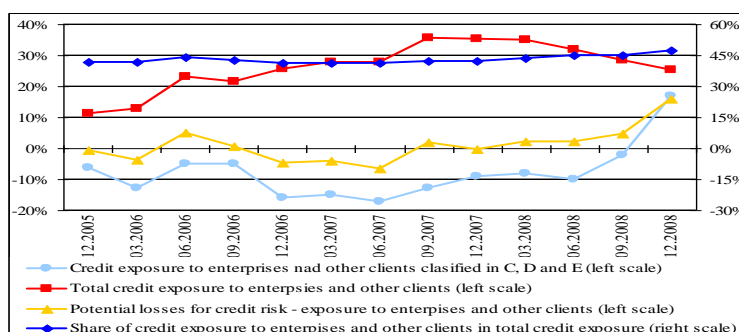 40% 60%
30% 45%
20% 30%
10% 15%
0% 0%
-10% -15%
-20% -30%
12.2005 03.2006 06.2006 09.2006 12.2006 03.2007 06.2007 09.2007 12.2007 03.2008 06.2008 09.2008 12.2008
Credit exposure to enterprises nad other clients clasified in C, D and E (left scale)
Total credit exposure to enterpsies and other clients (left scale)
Potential losses for credit risk - exposure to enterpises and other clients (left scale)
Share of credit exposure to enterpises and other clients in total credit exposure (right scale)